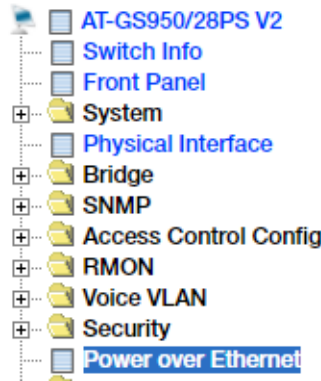 AT-GS950/28PS V2
Switch Info
Front Panel
System
Physical Interface
Bridge
SNMP
Access Control Config
RMON
Voice VLAN
Security
Power over Ethernet